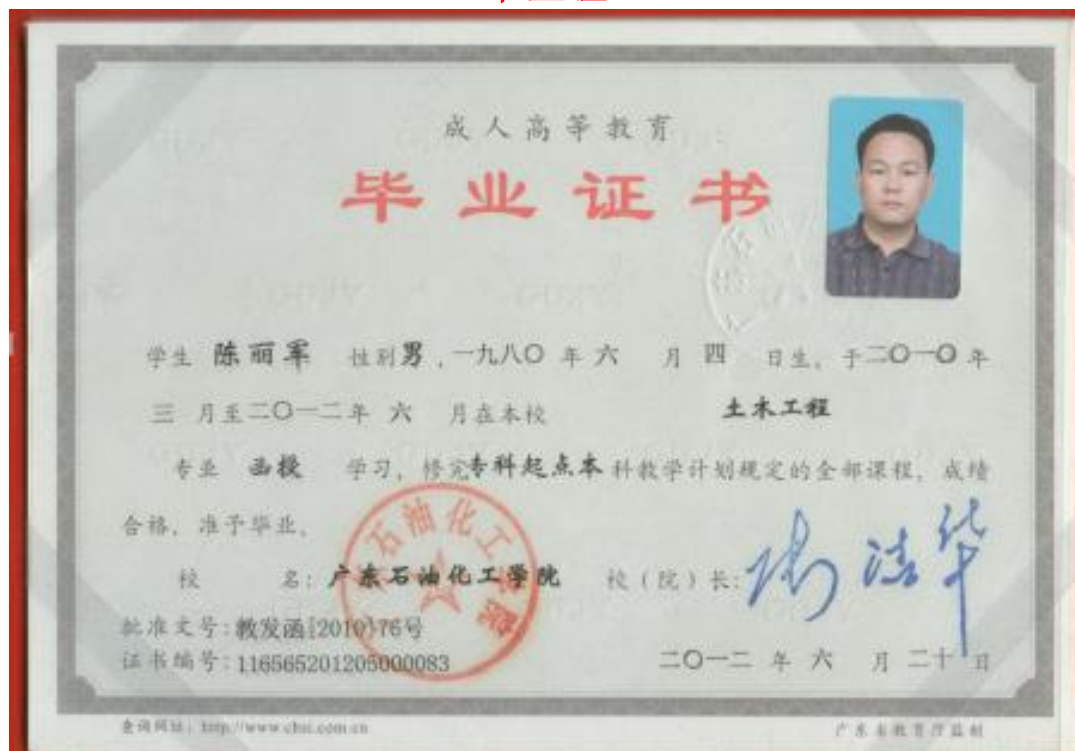 成人高等教育
毕业证书
学生 陈丽军 性别男，一九八〇年六月四日生，于二〇一〇年
三月至二〇一二年六月在本校 土木工程
专业 函授 学习，修完专科起点本科教学计划规定的全部课程，成绩
合格，准予毕业。
校 名：广东石油化工学院 校（院）长：
批准文号：教发函[2010]76号
证书编号：116565201205000083
二〇一二年六月二十日
查询网址：http://www.chsi.com.cn
广东省教育厅监制